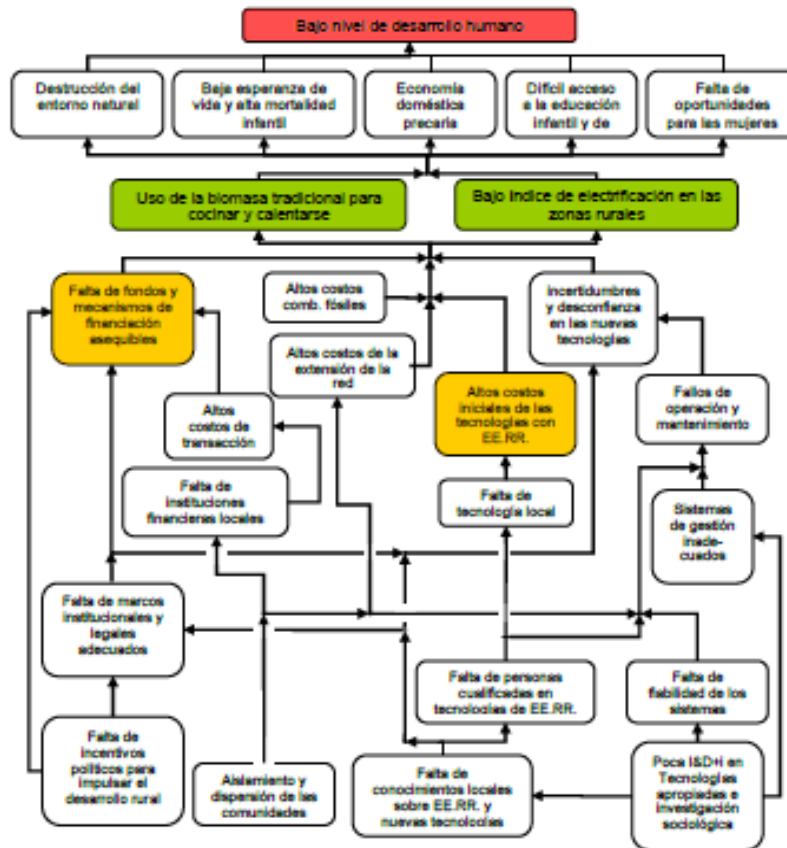 Bajo nivel de desarrollo humano
Destrucción del
entorno natural
Baja esperanza de
vida y alta mortalidad
infantil
Economía
doméstica
precaria
Difícil acceso
a la educación
infantil y de
Falta de
oportunidades
para las mujeres
Uso de la biomasa tradicional para
cocinar y calentarse
Bajo índice de electrificación en las
zonas rurales
Falta de fondos y
mecanismos de
financiación
asequibles
Altos costos
comb. fósiles
incertidumbres
y desconfianza
en las nuevas
tecnologías
Altos costos de la
extensión de la
red
Altos costos
iniciales de las
tecnologías con
EE.RR.
Fallos de
operación y
mantenimiento
Altos
costos de
transacción
Falta de
instituciones
financieras locales
Falta de
tecnología local
Sistemas
de gestión
inade-
cuados
Falta de marcos
institucionales y
legales
adecuados
Falta de personas
cualificadas en
tecnologías de EE.RR.
Falta de
fiabilidad de los
sistemas
Falta de
incentivos
políticos para
impulsar el
desarrollo rural
Aislamiento y
dispersión de las
comunidades
Falta de
conocimientos locales
sobre EE.RR. y
nuevas tecnologías
Poca I&D+i en
Tecnologías
apropiadas e
investigación
sociológica